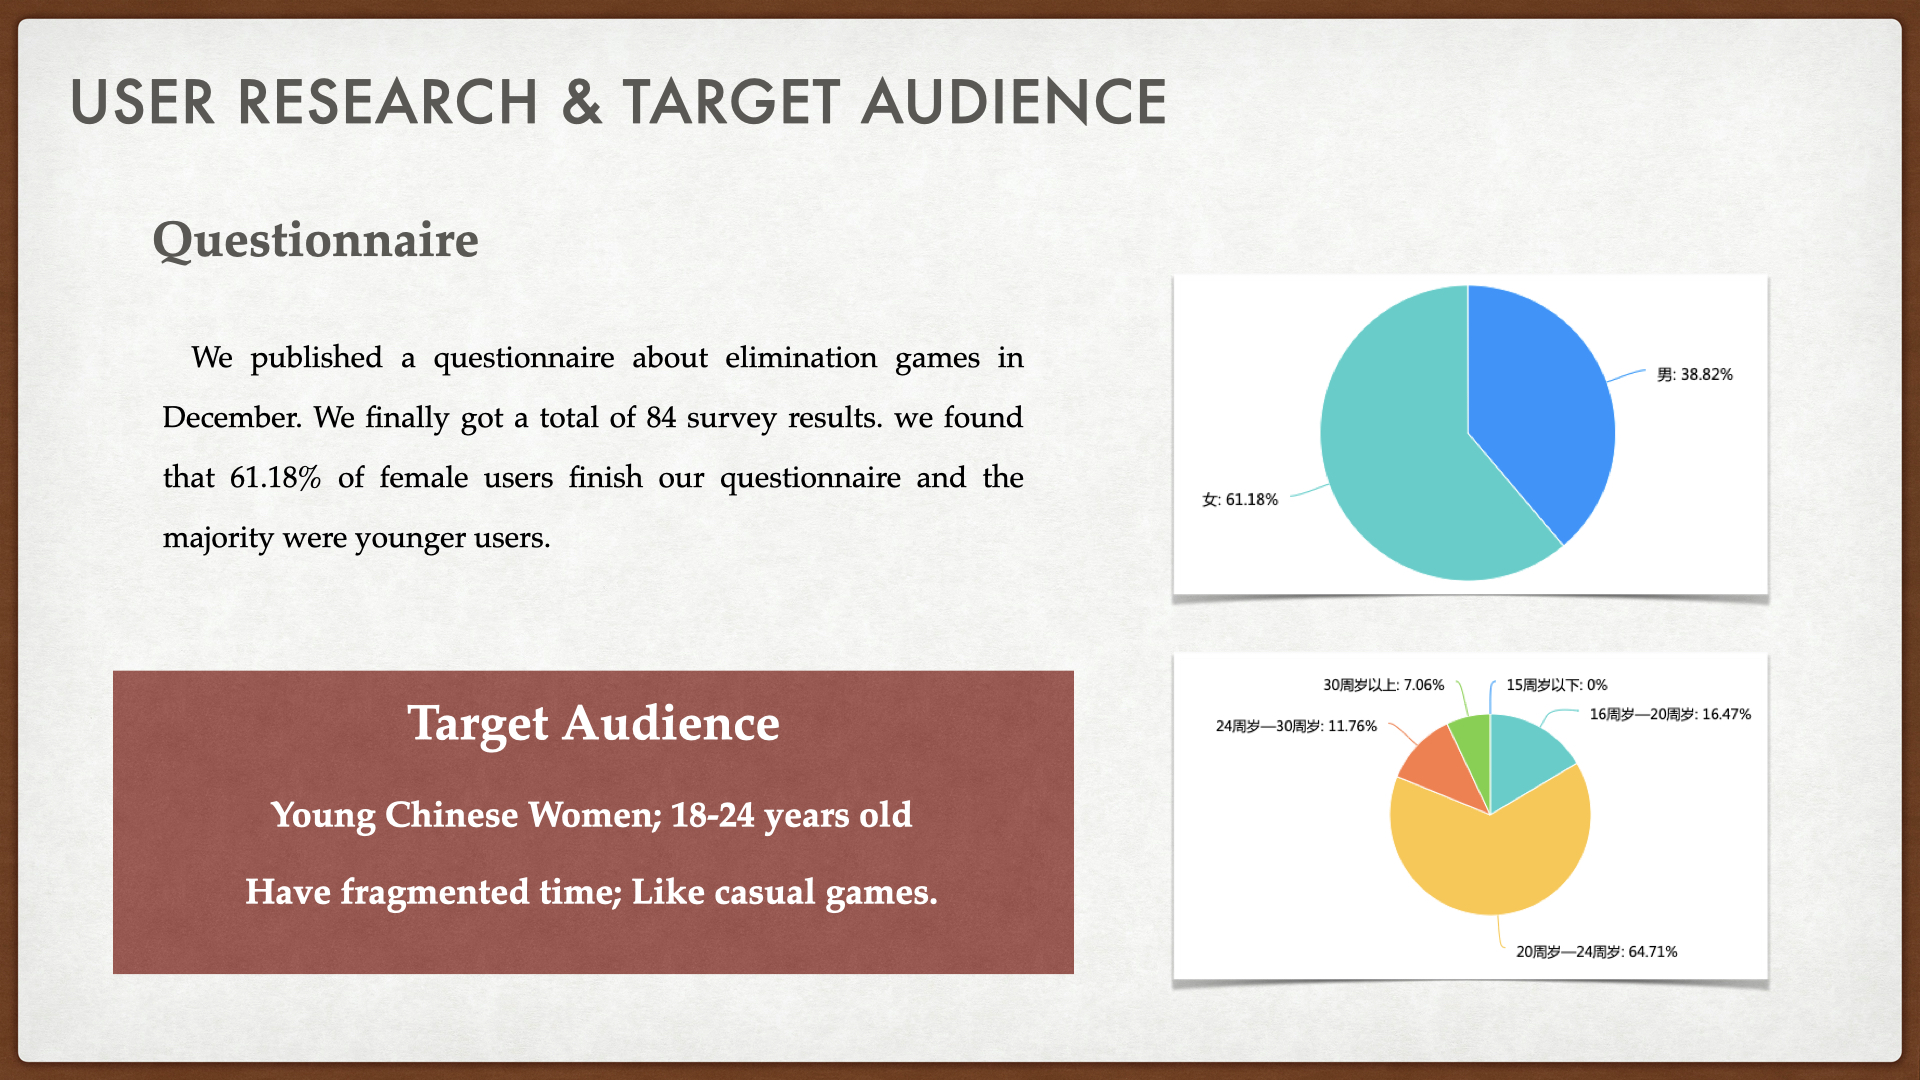 USER RESEARCH & TARGET AUDIENCE
Questionnaire
We published a questionnaire about elimination games in
December. We finally got a total of 84 survey results. we found
that 61.18% of female users finish our questionnaire and the
majority were younger users.
Target Audience
Young Chinese Women; 18-24 years old
Have fragmented time; Like casual games.
男: 38.82%
女: 61.18%
30周岁以上: 7.06%
15周岁以下: 0%
16周岁—20周岁: 16.47%
24周岁—30周岁: 11.76%
20周岁—24周岁: 64.71%